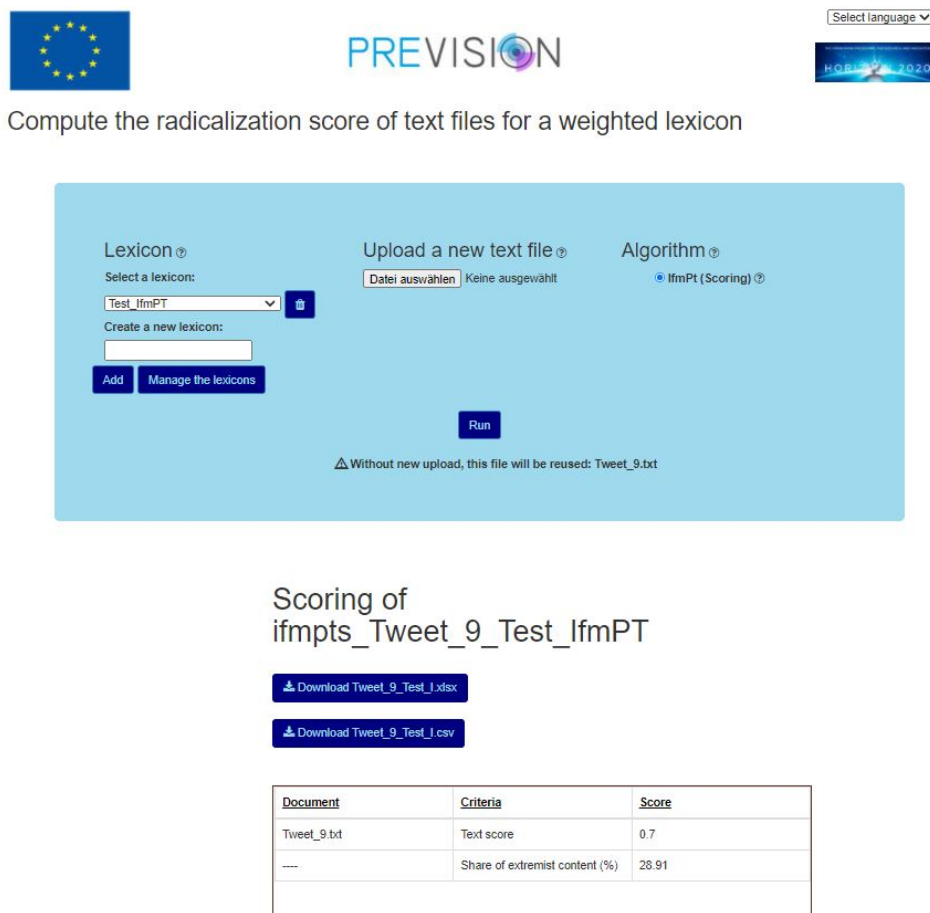 Select language
PREVISION
HORIZON 2020
Compute the radicalization score of text files for a weighted lexicon
Lexicon
Upload a new text file
Algorithm
Select a lexicon:
Datei auswählen Keine ausgewählt
IfmPt (Scoring)
Test_IfmPT
Create a new lexicon:
Add
Manage the lexicons
Run
Without new upload, this file will be reused: Tweet_9.txt
Scoring of
ifmpts_Tweet_9_Test_IfmPT
Download Tweet_9_Test_I.xlsx
Download Tweet_9_Test_I.csv
Document Criteria Score
Tweet_9.txt Text score 0.7
---- Share of extremist content (%) 28.91